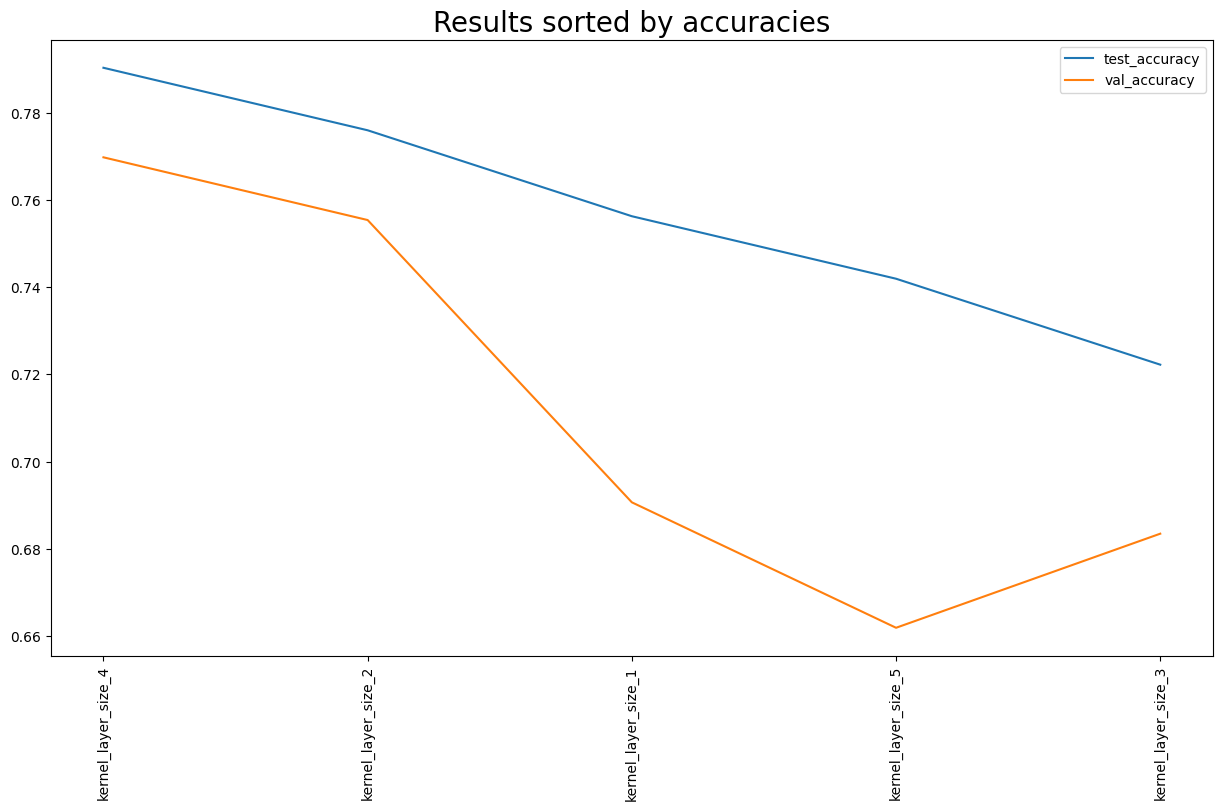 Results sorted by accuracies
test_accuracy
val_accuracy
0.78
0.76
0.74
0.72
0.70
0.68
0.66
kernel_layer_size_4
kernel_layer_size_2
kernel_layer_size_1
kernel_layer_size_5
kernel_layer_size_3